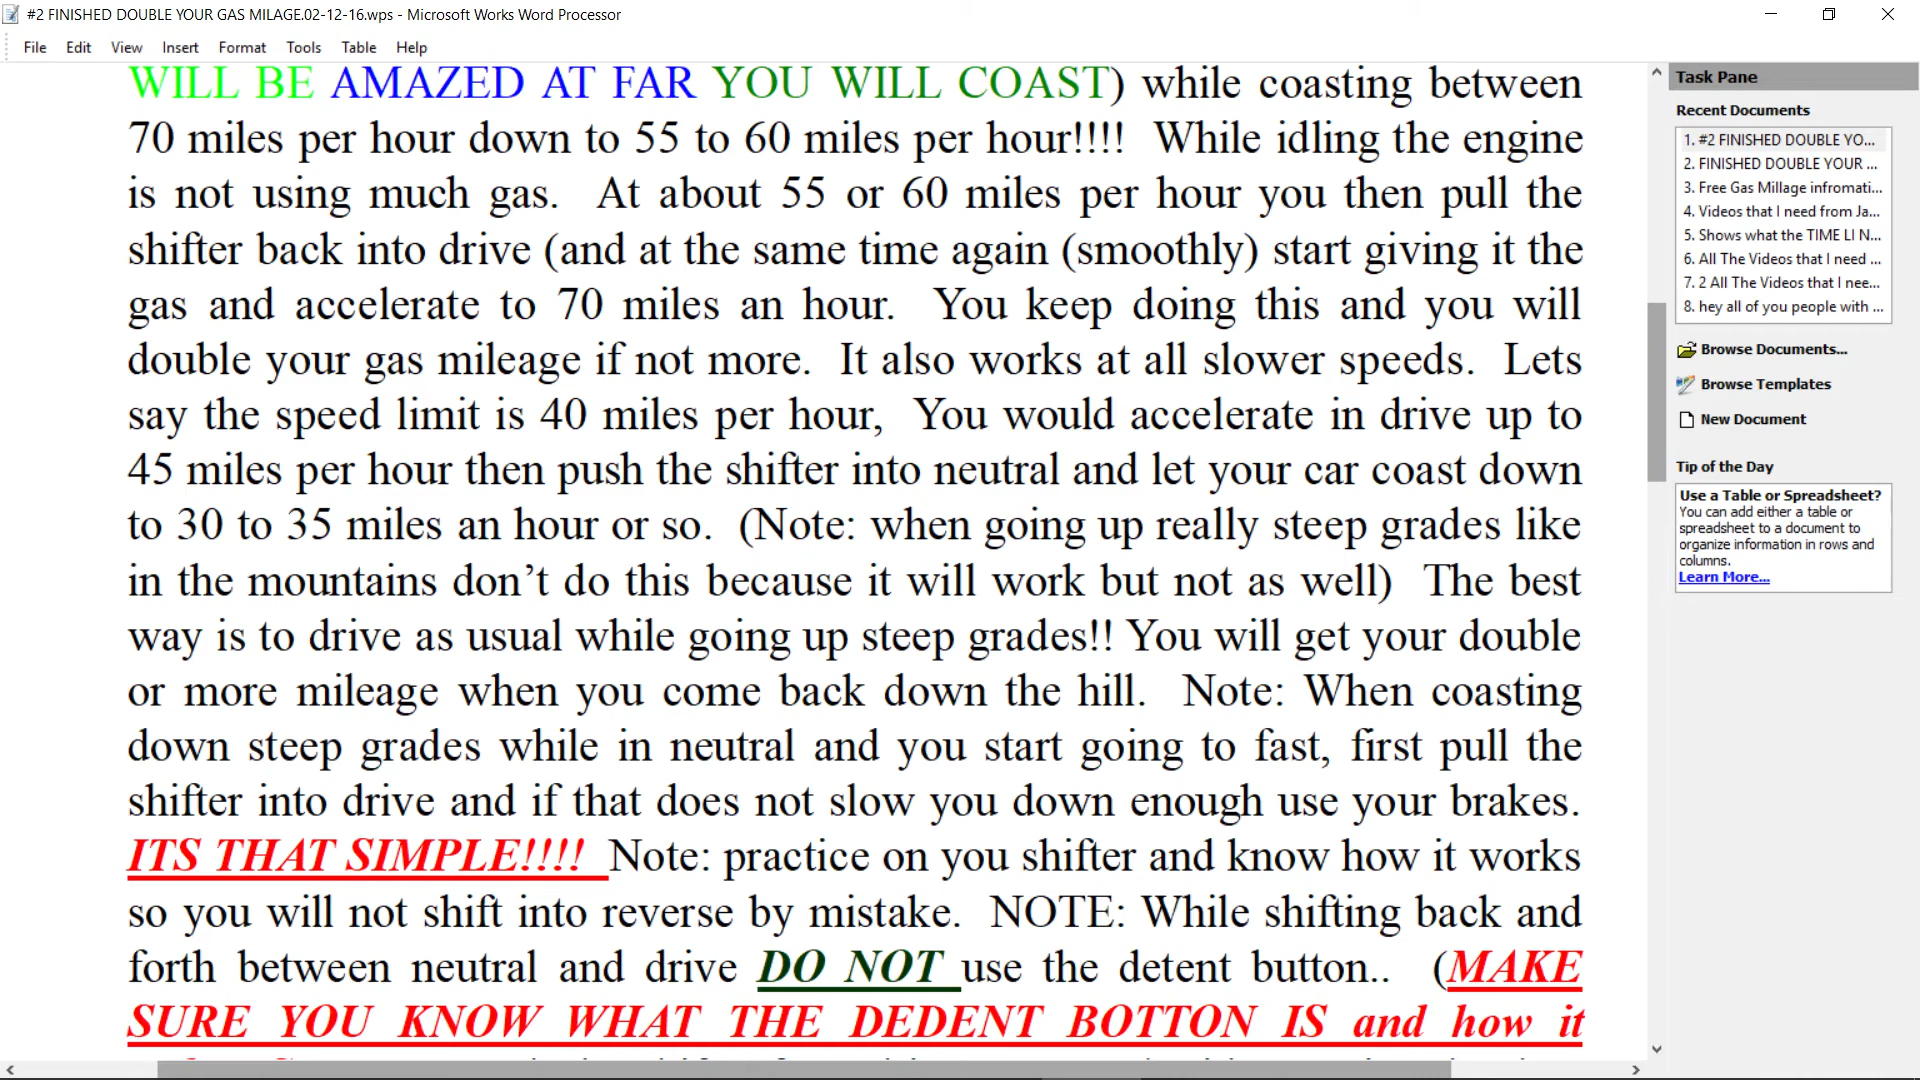 #2 FINISHED DOUBLE YOUR GAS MILAGE.02-12-16.wps - Microsoft Works Word Processor
File Edit View Insert Format Tools Table Help
WILL BE AMAZED AT FAR YOU WILL COAST) while coasting between
70 miles per hour down to 55 to 60 miles per hour!!!! While idling the engine
is not using much gas. At about 55 or 60 miles per hour you then pull the
shifter back into drive (and at the same time again (smoothly) start giving it the
gas and accelerate to 70 miles an hour. You keep doing this and you will
double your gas mileage if not more. It also works at all slower speeds. Lets
say the speed limit is 40 miles per hour, You would accelerate in drive up to
45 miles per hour then push the shifter into neutral and let your car coast down
to 30 to 35 miles an hour or so. (Note: when going up really steep grades like
in the mountains don’t do this because it will work but not as well) The best
way is to drive as usual while going up steep grades!! You will get your double
or more mileage when you come back down the hill. Note: When coasting
down steep grades while in neutral and you start going to fast, first pull the
shifter into drive and if that does not slow you down enough use your brakes.
ITS THAT SIMPLE!!!! Note: practice on you shifter and know how it works
so you will not shift into reverse by mistake. NOTE: While shifting back and
forth between neutral and drive DO NOT use the detent button.. (MAKE
SURE YOU KNOW WHAT THE DEDENT BOTTON IS and how it
Task Pane
Recent Documents
1. #2 FINISHED DOUBLE YO...
2. FINISHED DOUBLE YOUR ...
3. Free Gas Millage infromati...
4. Videos that I need from Ja...
5. Shows what the TIME LI N...
6. All The Videos that I need ...
7. 2 All The Videos that I nee...
8. hey all of you people with ...
Browse Documents...
Browse Templates
New Document
Tip of the Day
Use a Table or Spreadsheet?
You can add either a table or
spreadsheet to a document to
organize information in rows and
columns.
Learn More...